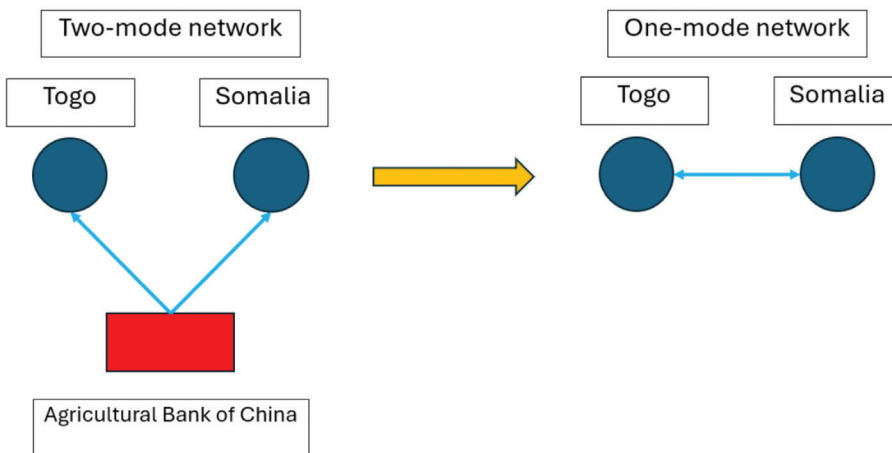 Two-mode network
One-mode network
Togo
Somalia
Togo
Somalia
Agricultural Bank of China